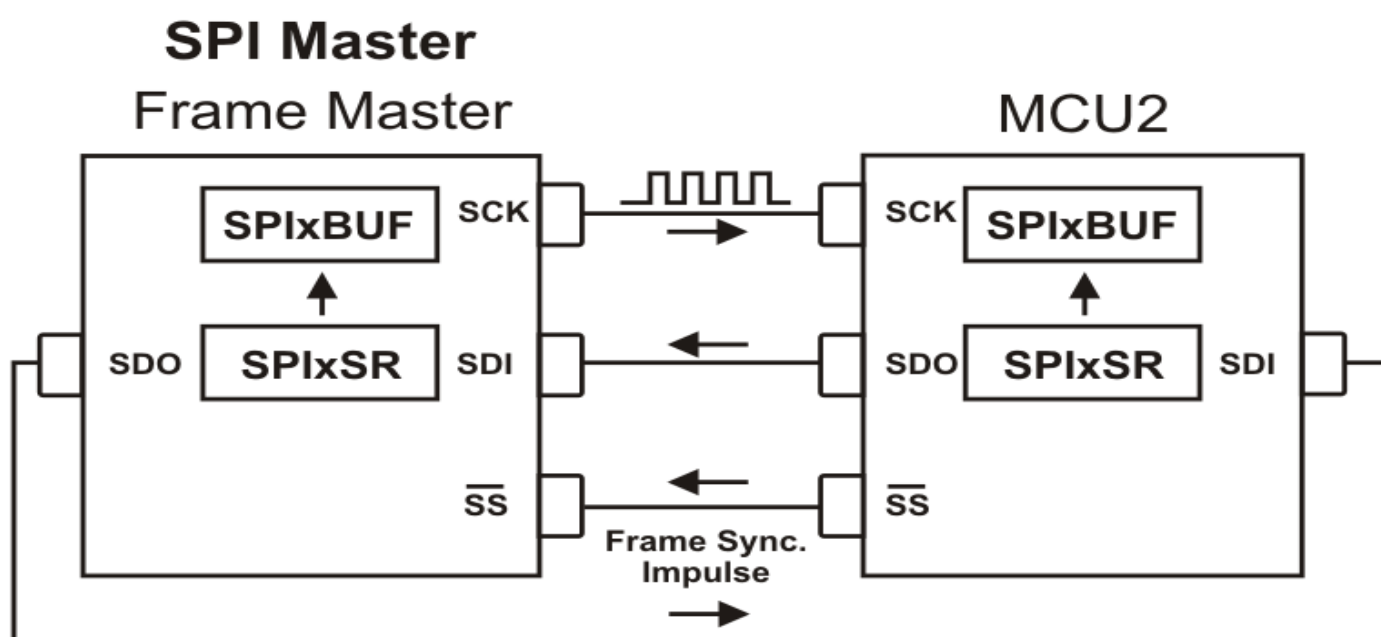 SPI Master
Frame Master
MCU2
SPIxBUF
SCK
SCK
SPIxBUF
SDO
SPIxSR
SDI
SDO
SPIxSR
SDI
SS
SS
Frame Sync.
Impulse